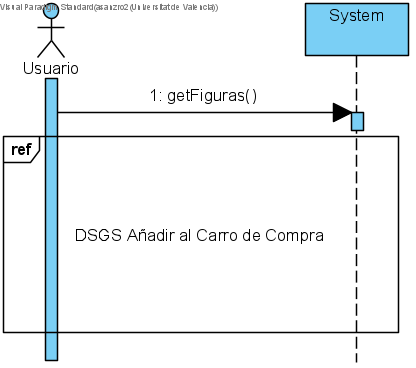 Visual Paradigm Standard(asanzro2(Universitat de Valencia))
System
Usuario
1: getFiguras()
ref
DSGS Añadir al Carro de Compra